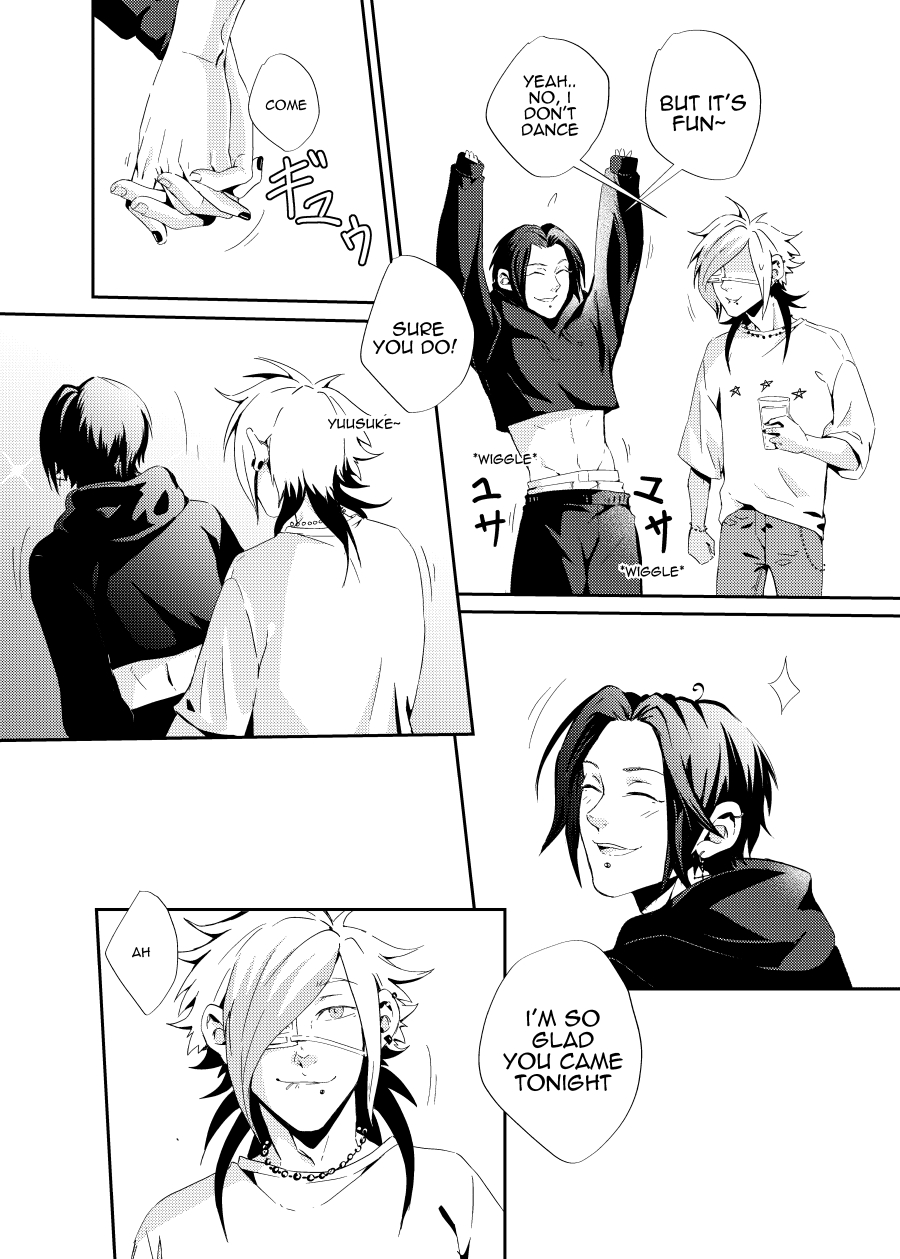 BUT IT'S
FUN~
YEAH..
NO, I
DON'T
DANCE
*WIGGLE*
ユサ
ユサ
*WIGGLE*
COME
ギュゥ
SURE
YOU DO!
YUUSUKE~
I'M SO
GLAD
YOU CAME
TONIGHT
AH